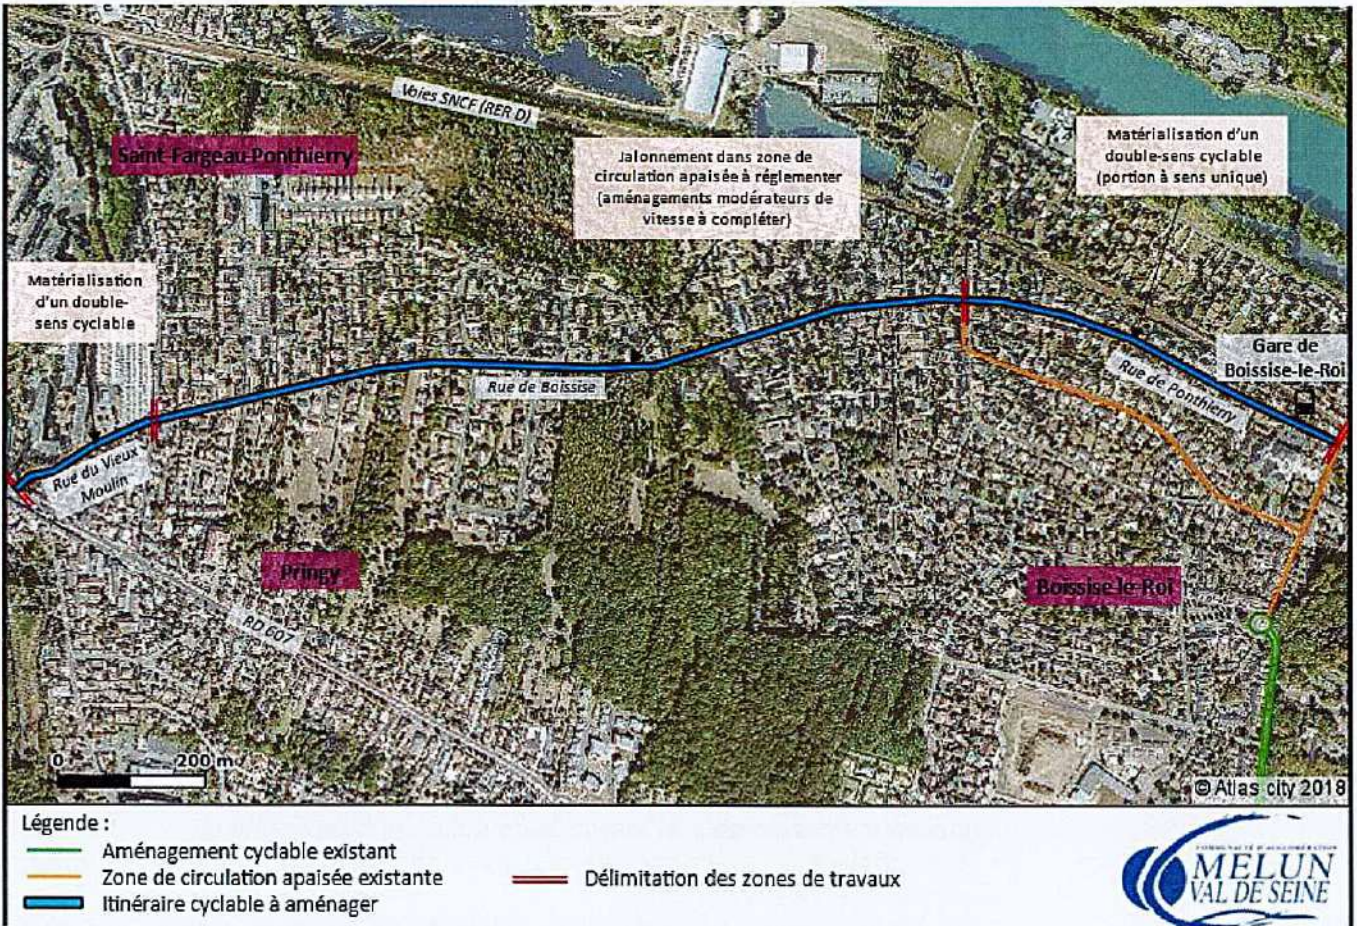 Voies SNCF (RER D)
Saint-Fargeau-Ponthierry
Jalonnement dans zone de
circulation apaisée à réglementer
(aménagements modérateurs de
vitesse à compléter)
Matérialisation d'un
double-sens cyclable
(portion à sens unique)
Matérialisation
d'un double-
sens cyclable
Gare de
Boissise-le-Roi
Rue de Boissise
Rue de Ponthierry
Rue du Vieux
Moulin
Pringy
Boissise-le-Roi
RD 607
0 200 m
© Atlas city 2018
Légende :
Aménagement cyclable existant
Zone de circulation apaisée existante
Délimitation des zones de travaux
Itinéraire cyclable à aménager
COMMUNAUTÉ D'AGGLOMÉRATION
MELUN
VAL DE SEINE